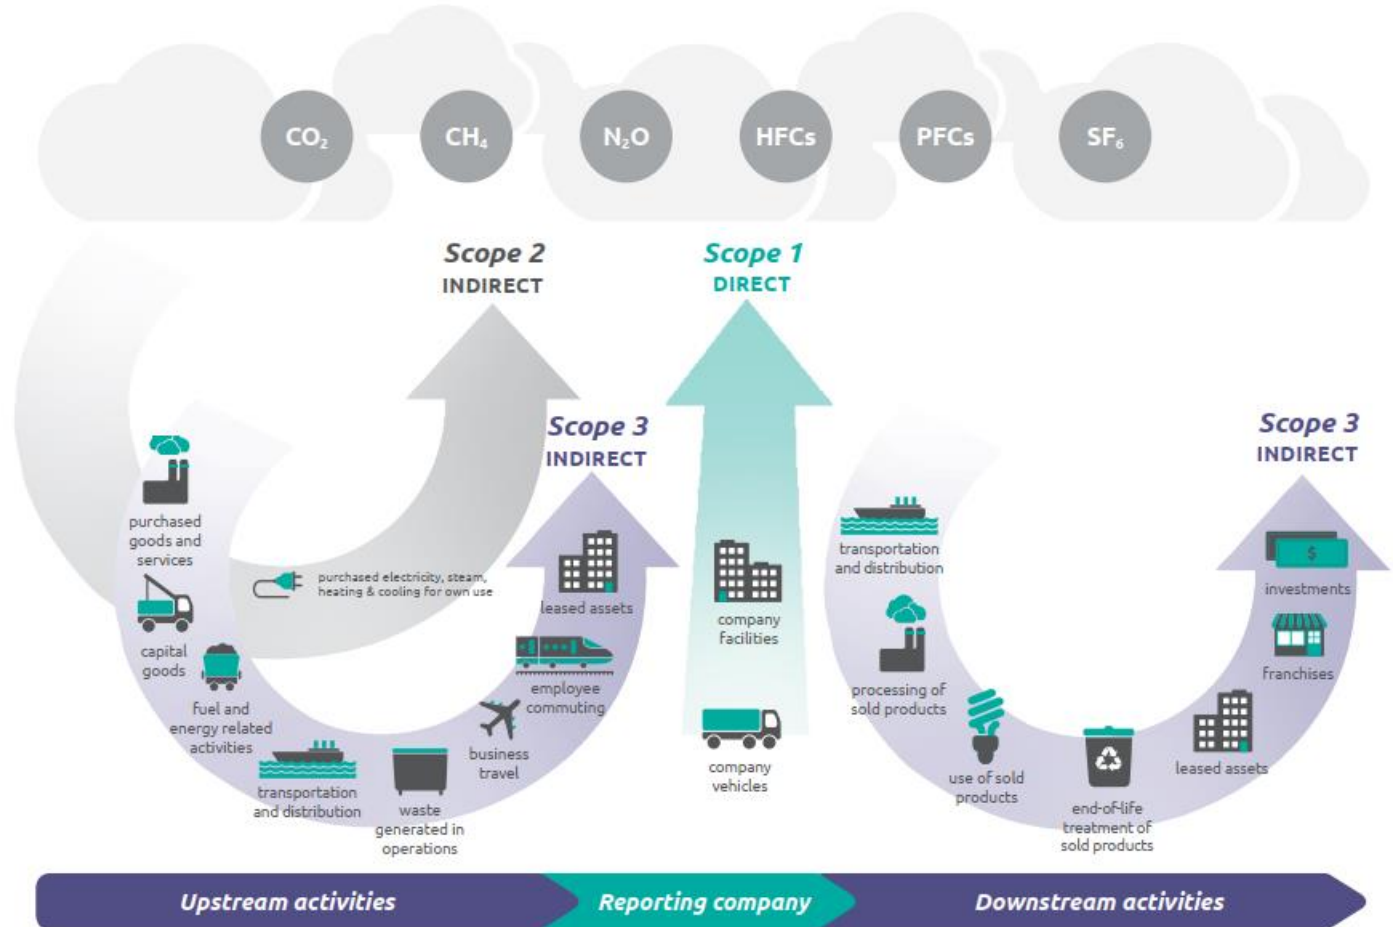 CO₂
CH₄
N₂O
HFCs
PFCs
SF₆
Scope 2
INDIRECT
Scope 1
DIRECT
Scope 3
INDIRECT
Scope 3
INDIRECT
purchased
goods and
services
capital
goods
fuel and
energy related
activities
transportation
and distribution
waste
generated in
operations
business
travel
employee
commuting
leased assets
purchased electricity, steam,
heating & cooling for own use
company
facilities
company
vehicles
transportation
and distribution
processing of
sold products
use of sold
products
end-of-life
treatment of
sold products
leased assets
franchises
investments
$
Upstream activities
Reporting company
Downstream activities